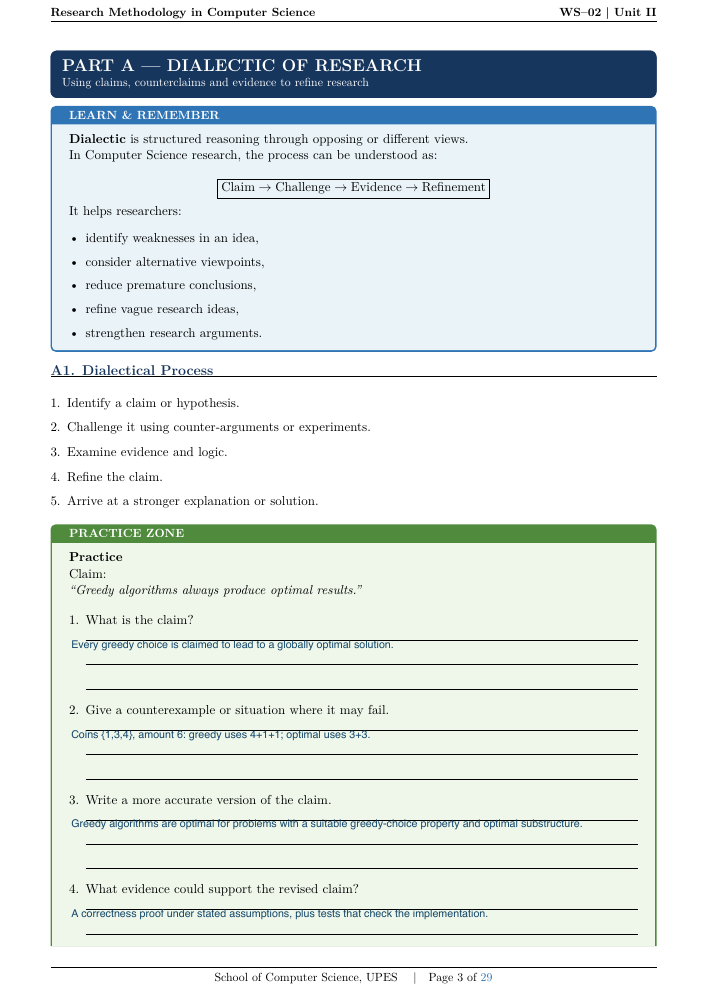 Research Methodology in Computer Science
WS–02 | Unit II
PART A — DIALECTIC OF RESEARCH
Using claims, counterclaims and evidence to refine research
LEARN & REMEMBER
Dialectic is structured reasoning through opposing or different views.
In Computer Science research, the process can be understood as:
Claim → Challenge → Evidence → Refinement
It helps researchers:
• identify weaknesses in an idea,
• consider alternative viewpoints,
• reduce premature conclusions,
• refine vague research ideas,
• strengthen research arguments.
A1. Dialectical Process
1. Identify a claim or hypothesis.
2. Challenge it using counter-arguments or experiments.
3. Examine evidence and logic.
4. Refine the claim.
5. Arrive at a stronger explanation or solution.
PRACTICE ZONE
Practice
Claim:
“Greedy algorithms always produce optimal results.”
1. What is the claim?
Every greedy choice is claimed to lead to a globally optimal solution.
2. Give a counterexample or situation where it may fail.
Coins {1,3,4}, amount 6: greedy uses 4+1+1; optimal uses 3+3.
3. Write a more accurate version of the claim.
Greedy algorithms are optimal for problems with a suitable greedy-choice property and optimal substructure.
4. What evidence could support the revised claim?
A correctness proof under stated assumptions, plus tests that check the implementation.
School of Computer Science, UPES | Page 3 of 29